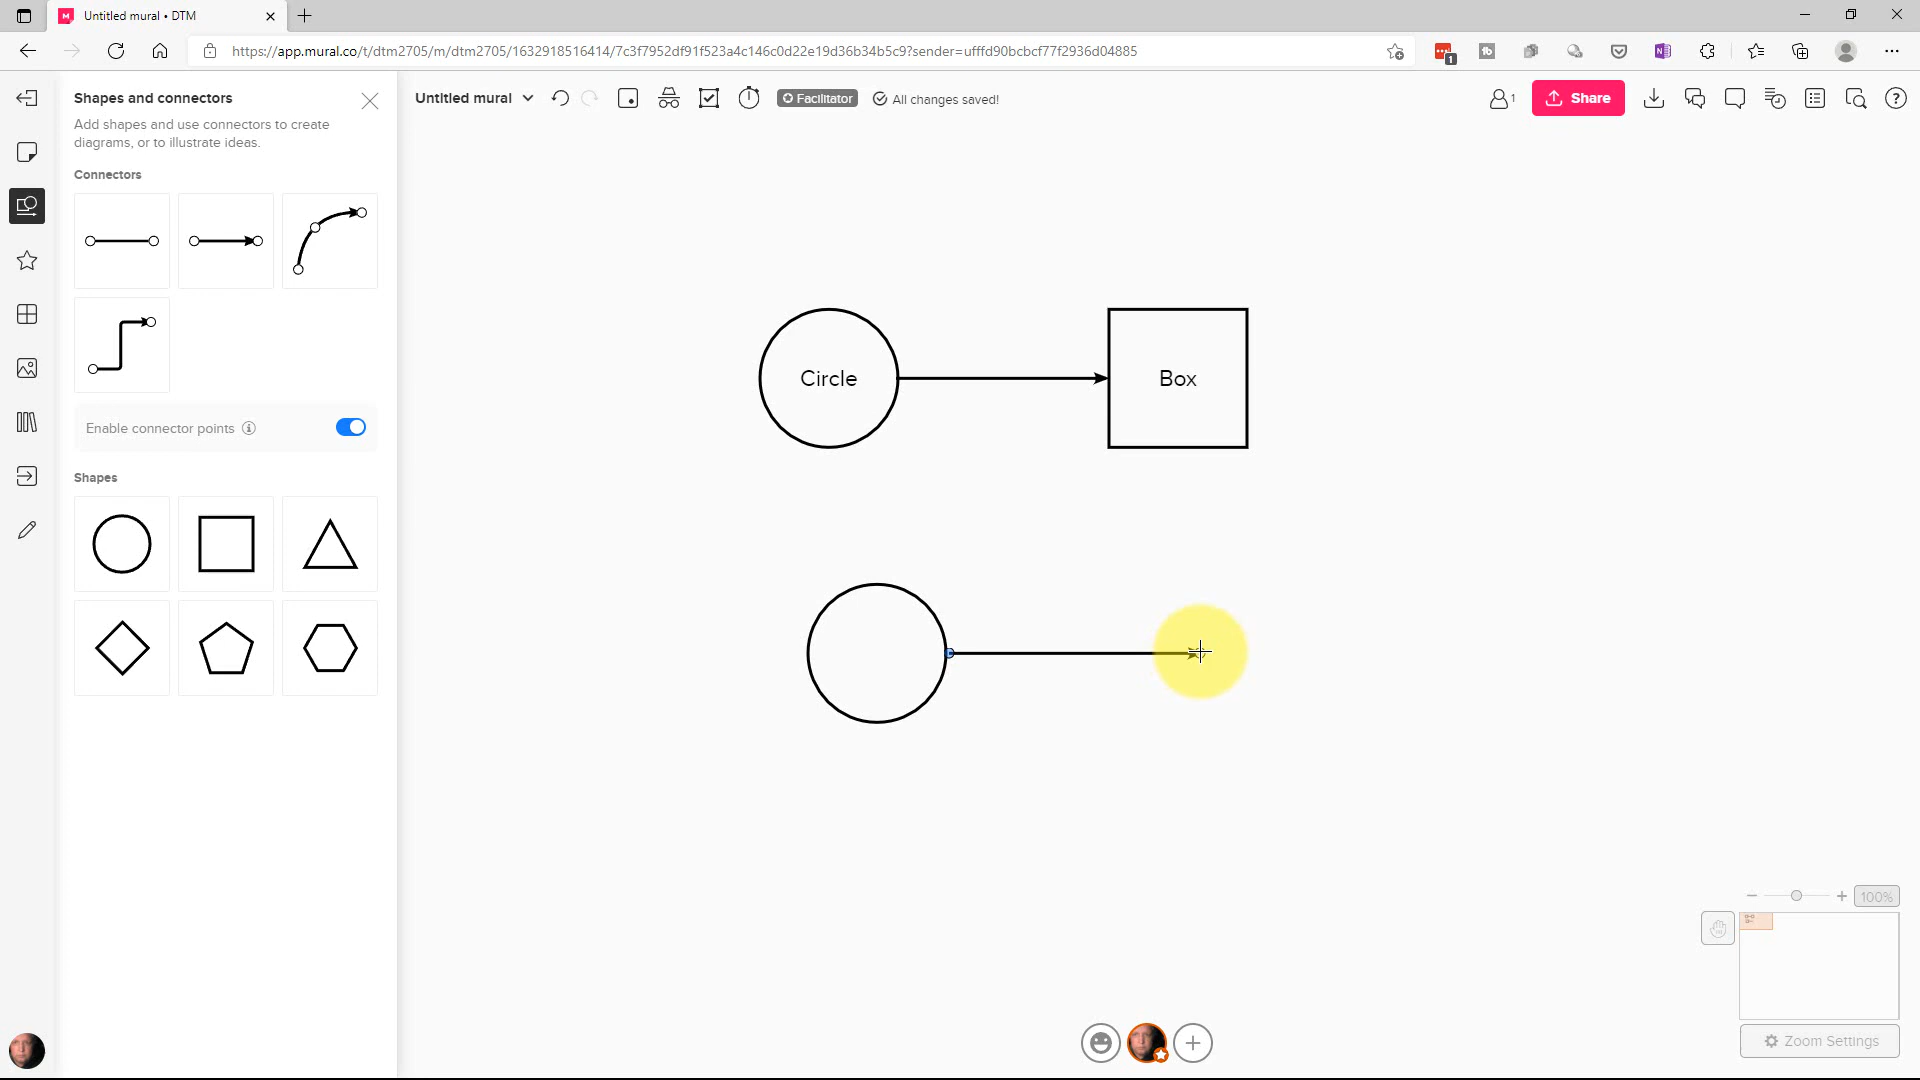 Untitled mural • DTM
https://app.mural.co/t/dtm2705/m/dtm2705/1632918516414/7c3f7952df91f523a4c146c0d22e19d36b34b5c9?sender=ufffd90bcbcf77f2936d04885
1
Shapes and connectors
Add shapes and use connectors to create
diagrams, or to illustrate ideas.
Connectors
Enable connector points
Shapes
Untitled mural
Facilitator
All changes saved!
1
Share
Circle
Box
100%
Zoom Settings